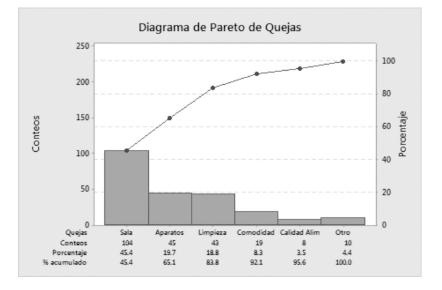 Diagrama de Pareto de Quejas
250
200
150
100
50
0
Conteos
100
80
60
40
20
0
Porcentaje
Quejas Sala Aparatos Limpieza Comodidad Calidad Alim Otro
Conteos 104 45 43 19 8 10
Porcentaje 45.4 19.7 18.8 8.3 3.5 4.4
% acumulado 45.4 65.1 83.8 92.1 95.6 100.0